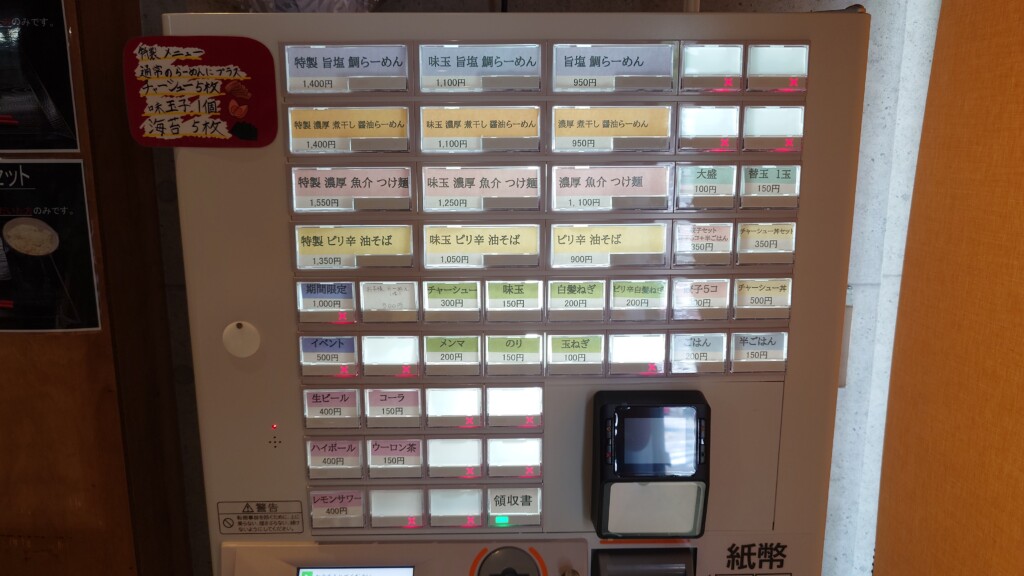 のみです。
特製メニュー
通常のらーめんにプラス
チャーシュー5枚
味玉子1個
海苔5枚
セット
のみです。
特製 旨塩 鯛らーめん
1,400円
味玉 旨塩 鯛らーめん
1,100円
旨塩 鯛らーめん
950円
特製 濃厚 煮干し 醤油らーめん
1,400円
味玉 濃厚 煮干し 醤油らーめん
1,100円
濃厚 煮干し 醤油らーめん
950円
特製 濃厚 魚介 つけ麺
1,550円
味玉 濃厚 魚介 つけ麺
1,250円
濃厚 魚介 つけ麺
1,100円
大盛
100円
替玉 1玉
150円
特製 ピリ辛 油そば
1,350円
味玉 ピリ辛 油そば
1,050円
ピリ辛 油そば
900円
セット
+半ごはん
350円
チャーシュー丼セット
350円
期間限定
1,000円
チャーシュー
300円
味玉
150円
白髪ねぎ
200円
ピリ辛白髪ねぎ
200円
子5コ
チャーシュー丼
500円
イベント
500円
メンマ
200円
のり
150円
玉ねぎ
100円
ごはん
200円
半ごはん
150円
生ビール
400円
コーラ
150円
ハイボール
400円
ウーロン茶
150円
レモンサワー
400円
領収書
警告
紙幣